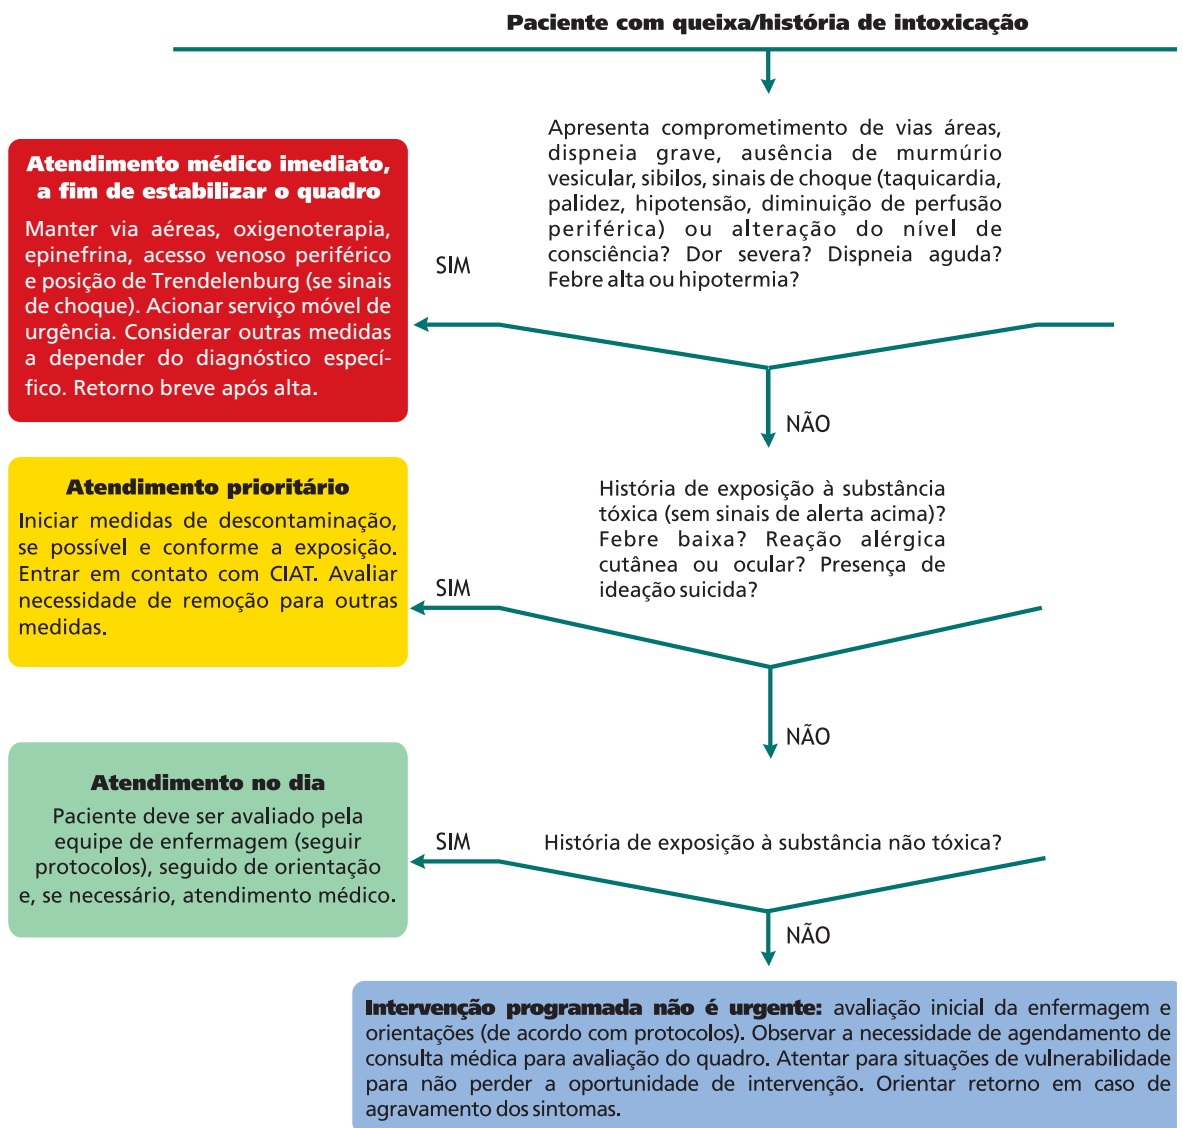 Paciente com queixa/história de intoxicação
Apresenta comprometimento de vias áreas,
dispneia grave, ausência de murmúrio
vesicular, sibilos, sinais de choque (taquicardia,
palidez, hipotensão, diminuição de perfusão
periférica) ou alteração do nível de
consciência? Dor severa? Dispneia aguda?
Febre alta ou hipotermia?
SIM
Atendimento médico imediato,
a fim de estabilizar o quadro
Manter via aéreas, oxigenoterapia,
epinefrina, acesso venoso periférico
e posição de Trendelenburg (se sinais
de choque). Acionar serviço móvel de
urgência. Considerar outras medidas
a depender do diagnóstico especí-
fico. Retorno breve após alta.
NÃO
História de exposição à substância
tóxica (sem sinais de alerta acima)?
Febre baixa? Reação alérgica
cutânea ou ocular? Presença de
ideação suicida?
SIM
Atendimento prioritário
Iniciar medidas de descontaminação,
se possível e conforme a exposição.
Entrar em contato com CIAT. Avaliar
necessidade de remoção para outras
medidas.
NÃO
História de exposição à substância não tóxica?
SIM
Atendimento no dia
Paciente deve ser avaliado pela
equipe de enfermagem (seguir
protocolos), seguido de orientação
e, se necessário, atendimento médico.
NÃO
Intervenção programada não é urgente: avaliação inicial da enfermagem e
orientações (de acordo com protocolos). Observar a necessidade de agendamento de
consulta médica para avaliação do quadro. Atentar para situações de vulnerabilidade
para não perder a oportunidade de intervenção. Orientar retorno em caso de
agravamento dos sintomas.